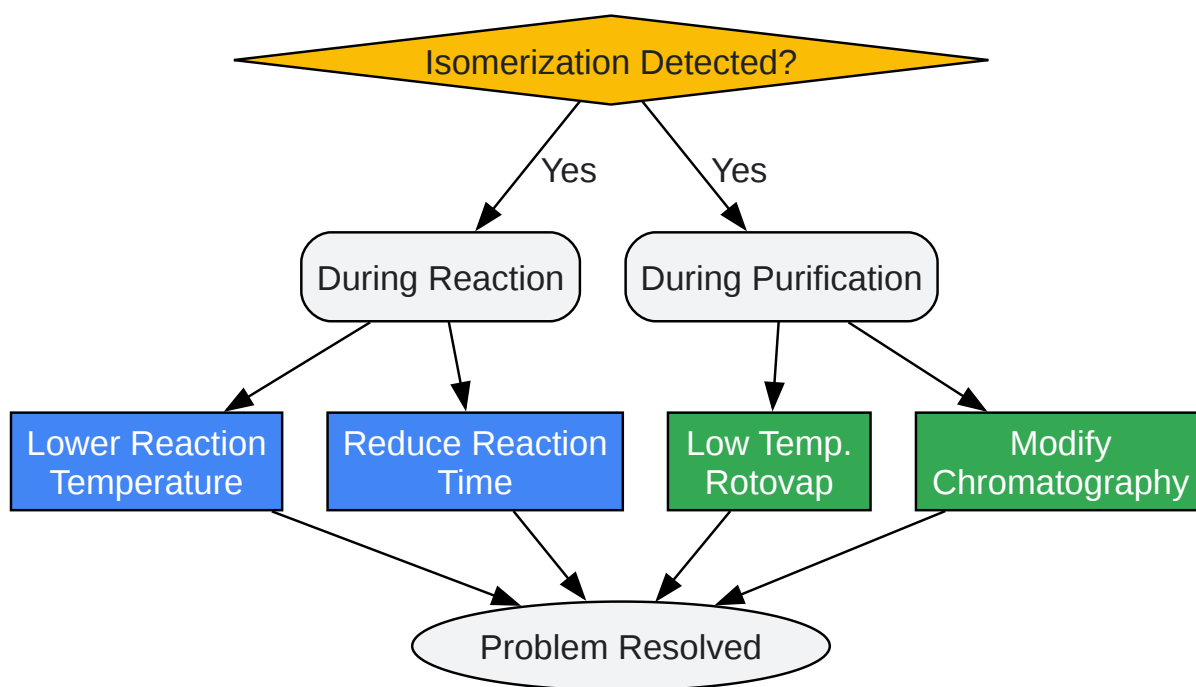 Isomerization Detected?
Yes
Yes
During Reaction
During Purification
Lower Reaction
Temperature
Reduce Reaction
Time
Low Temp.
Rotovap
Modify
Chromatography
Problem Resolved